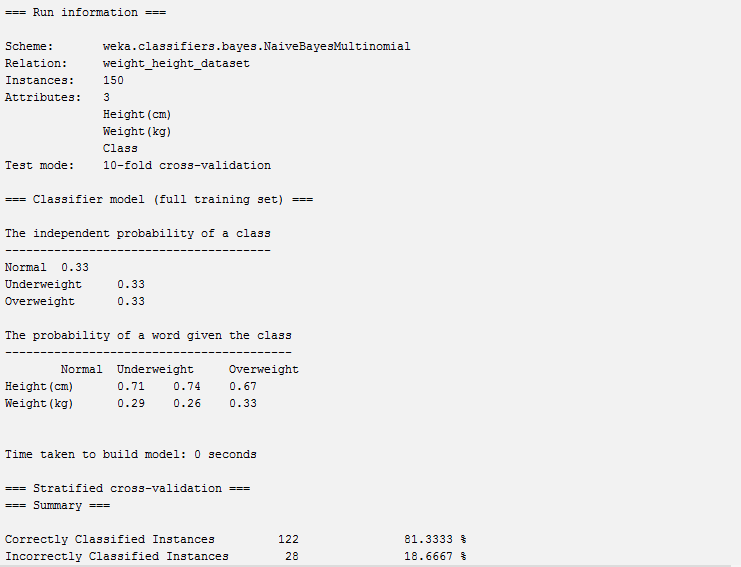 === Run information ===
Scheme: weka.classifiers.bayes.NaiveBayesMultinomial
Relation: weight_height_dataset
Instances: 150
Attributes: 3
Height(cm)
Weight(kg)
Class
Test mode: 10-fold cross-validation
=== Classifier model (full training set) ===
The independent probability of a class
--------------------------------------
Normal 0.33
Underweight 0.33
Overweight 0.33
The probability of a word given the class
-----------------------------------------
Normal Underweight Overweight
Height(cm) 0.71 0.74 0.67
Weight(kg) 0.29 0.26 0.33
Time taken to build model: 0 seconds
=== Stratified cross-validation ===
=== Summary ===
Correctly Classified Instances 122 81.3333 %
Incorrectly Classified Instances 28 18.6667 %